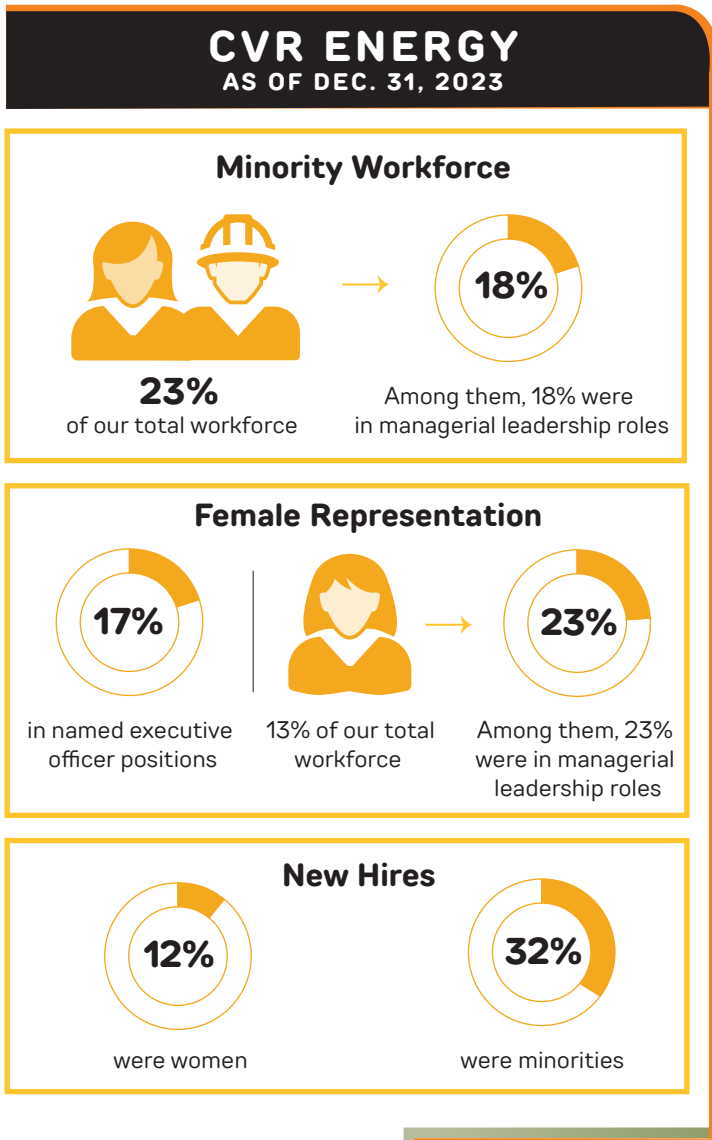 CVR ENERGY
AS OF DEC. 31, 2023
Minority Workforce
23%
of our total workforce
18%
Among them, 18% were
in managerial leadership roles
Female Representation
17%
in named executive
officer positions
13% of our total
workforce
23%
Among them, 23%
were in managerial
leadership roles
New Hires
12%
were women
32%
were minorities